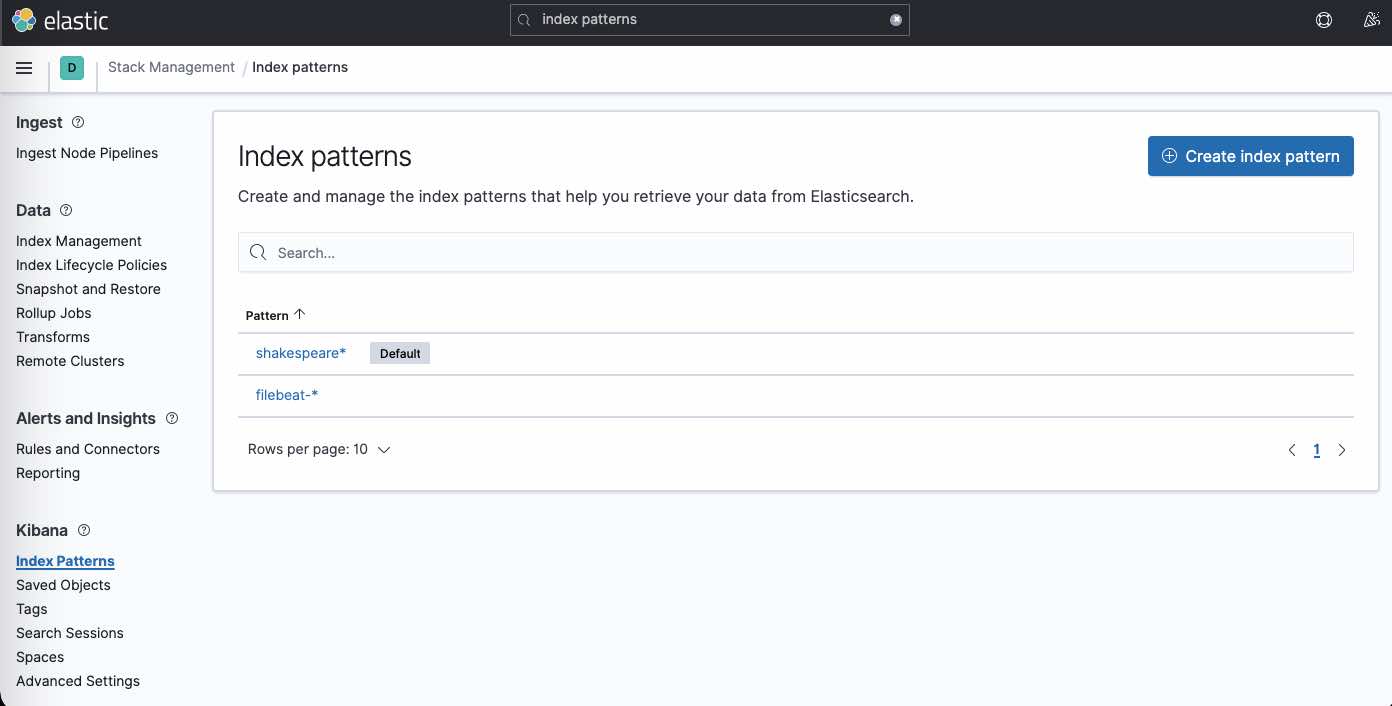 elastic
index patterns
D
Stack Management / Index patterns
Ingest
Ingest Node Pipelines
Data
Index Management
Index Lifecycle Policies
Snapshot and Restore
Rollup Jobs
Transforms
Remote Clusters
Alerts and Insights
Rules and Connectors
Reporting
Kibana
Index Patterns
Saved Objects
Tags
Search Sessions
Spaces
Advanced Settings
Index patterns
Create index pattern
Create and manage the index patterns that help you retrieve your data from Elasticsearch.
Search...
Pattern
shakespeare* Default
filebeat-*
Rows per page: 10
1